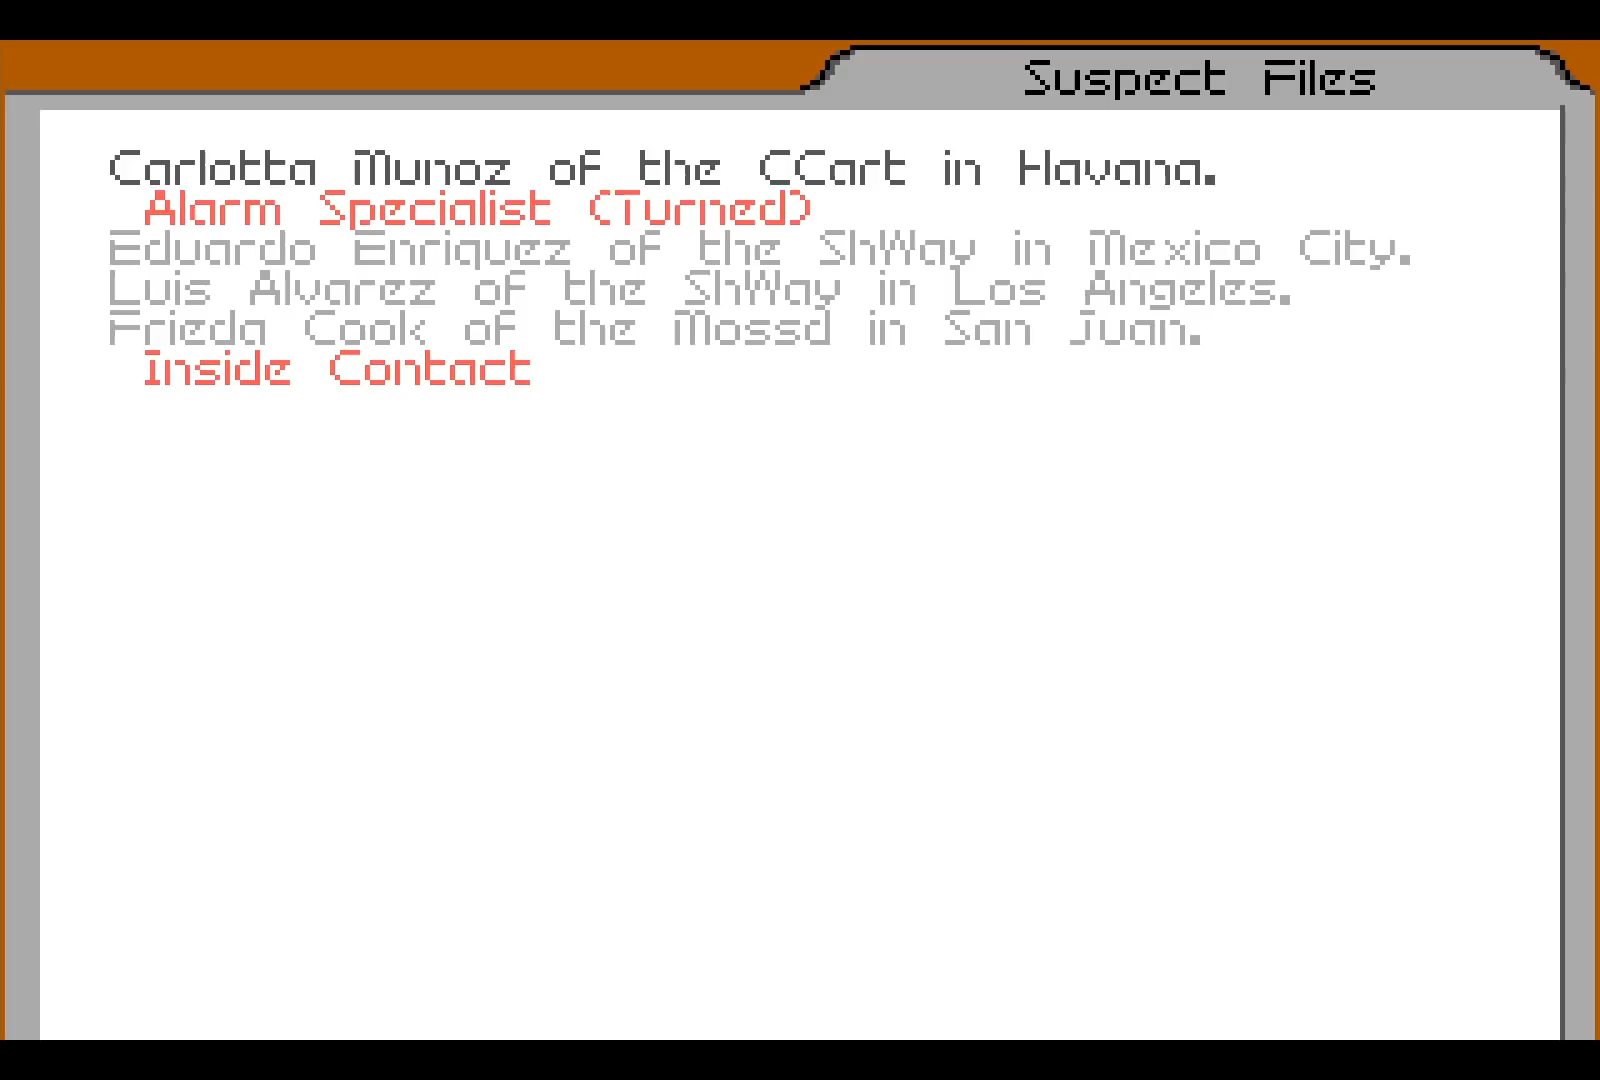 Suspect Files
Carlotta Munoz of the CCart in Havana.
Alarm Specialist (Turned)
Eduardo Enriquez of the ShWay in Mexico City.
Luis Alvarez of the ShWay in Los Angeles.
Frieda Cook of the Mossd in San Juan.
Inside Contact